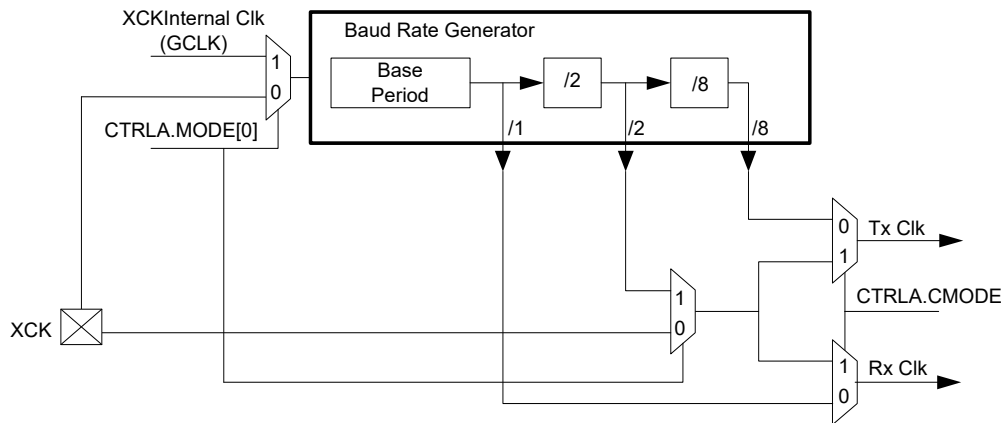 XCKInternal Clk
(GCLK)
Baud Rate Generator
1
0
Base
Period
/2
/8
CTRLA.MODE[0]
/1
/2
/8
0
Tx Clk
1
1
CTRLA.CMODE
XCK
0
1
Rx Clk
0